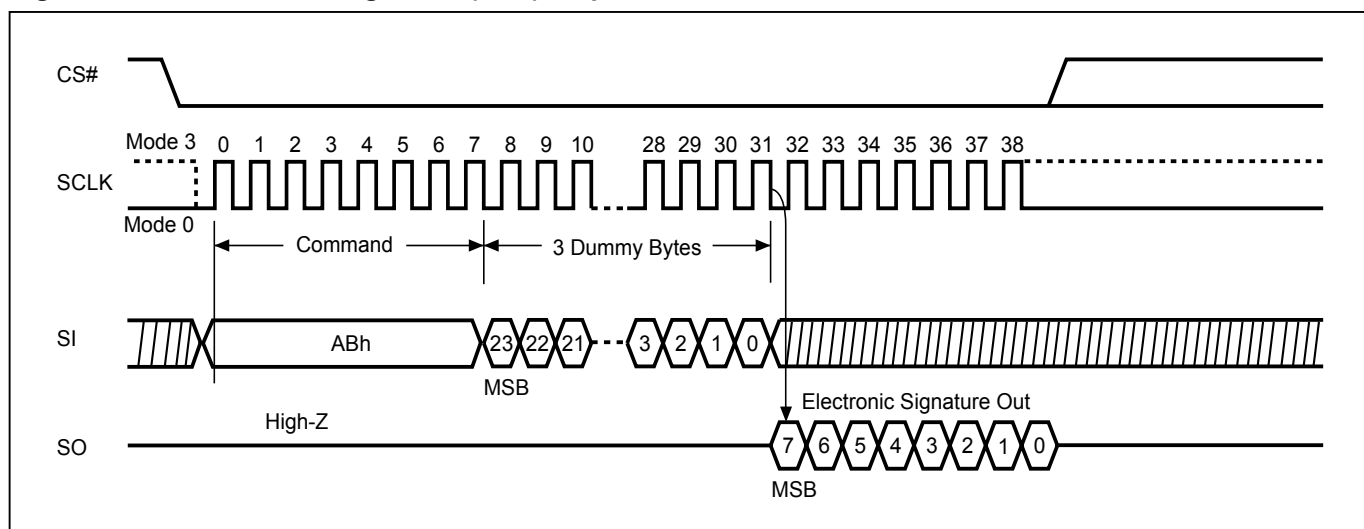 CS#
Mode 3 0 1 2 3 4 5 6 7 8 9 10 28 29 30 31 32 33 34 35 36 37 38
SCLK
Mode 0
Command 3 Dummy Bytes
SI ABh 23 22 21 3 2 1 0
MSB
High-Z Electronic Signature Out
SO 7 6 5 4 3 2 1 0
MSB